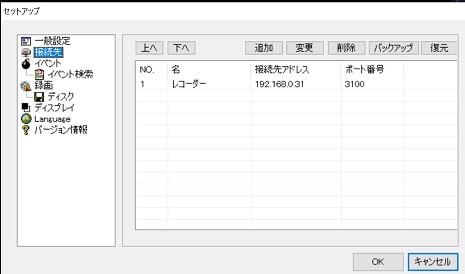 セットアップ
一般設定
接続先
イベント
イベント検索
録画
ディスク
ディスプレイ
Language
バージョン情報
上へ 下へ 追加 変更 削除 バックアップ 復元
NO. 名 接続先アドレス ポート番号
1 レコーダー 192.168.0.31 3100
OK キャンセル